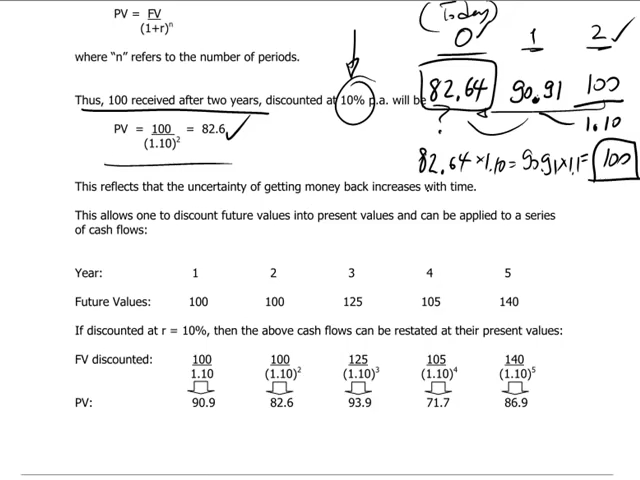 PV = FV
(1+r)^n
(Today)
0 1 2 ✓
where “n” refers to the number of periods.
82.64 90.91 100
Thus, 100 received after two years, discounted at 10% p.a. will be
?
1.10
PV = 100 = 82.6 ✓
(1.10)^2
82.64 × 1.10 = 90.91 × 1.1 = 100
This reflects that the uncertainty of getting money back increases with time.
This allows one to discount future values into present values and can be applied to a series
of cash flows:
Year: 1 2 3 4 5
Future Values: 100 100 125 105 140
If discounted at r = 10%, then the above cash flows can be restated at their present values:
FV discounted: 100 100 125 105 140
1.10 (1.10)^2 (1.10)^3 (1.10)^4 (1.10)^5
PV: 90.9 82.6 93.9 71.7 86.9